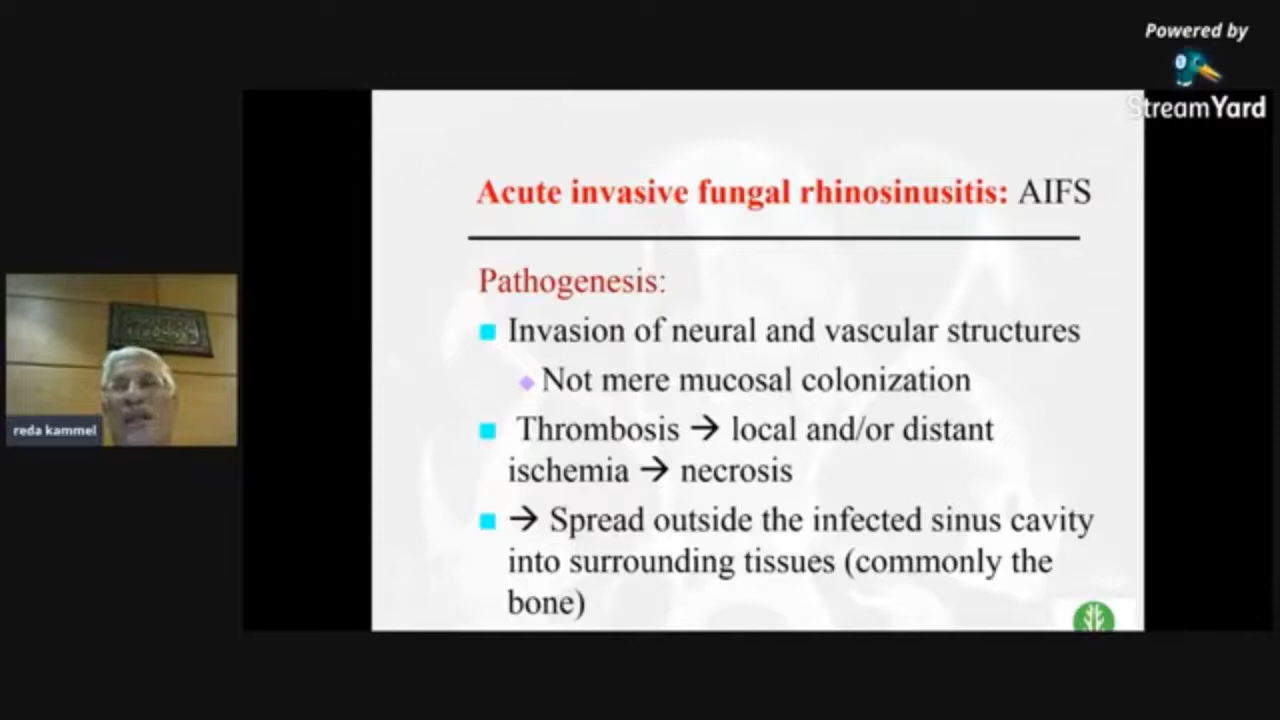 Powered by
StreamYard
Acute invasive fungal rhinosinusitis: AIFS
Pathogenesis:
Invasion of neural and vascular structures
Not mere mucosal colonization
Thrombosis → local and/or distant
ischemia → necrosis
→ Spread outside the infected sinus cavity
into surrounding tissues (commonly the
bone)
reda kammel